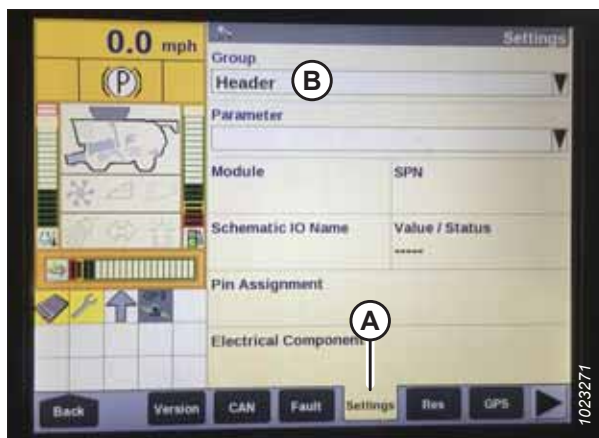 0.0 mph
Settings
(P)
Group
Header
B
Parameter
Module
SPN
Schematic IO Name
Value / Status
-----
Pin Assignment
A
Electrical Component
Back
Version
CAN
Fault
Settings
Res
GPS
1023271